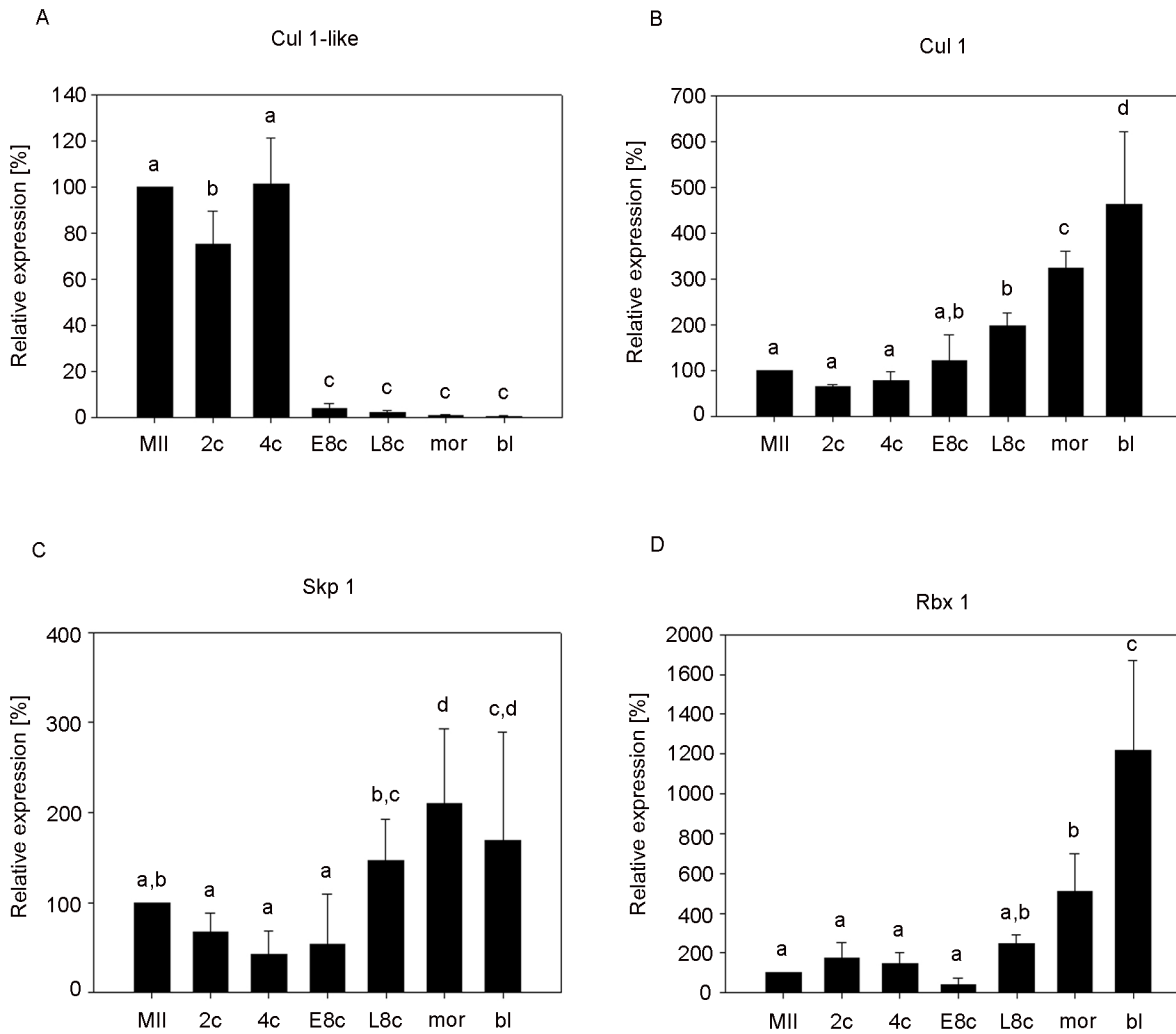 A
Cul 1-like
Relative expression [%]
140
120
100
80
60
40
20
0
a
b
a
c
c
c
c
MII 2c 4c E8c L8c mor bl
B
Cul 1
Relative expression [%]
700
600
500
400
300
200
100
0
a
a
a
a,b
b
c
d
MII 2c 4c E8c L8c mor bl
C
Skp 1
Relative expression [%]
400
300
200
100
0
a,b
a
a
a
b,c
d
c,d
MII 2c 4c E8c L8c mor bl
D
Rbx 1
Relative expression [%]
2000
1800
1600
1400
1200
1000
800
600
400
200
0
a
a
a
a
a,b
b
c
MII 2c 4c E8c L8c mor bl